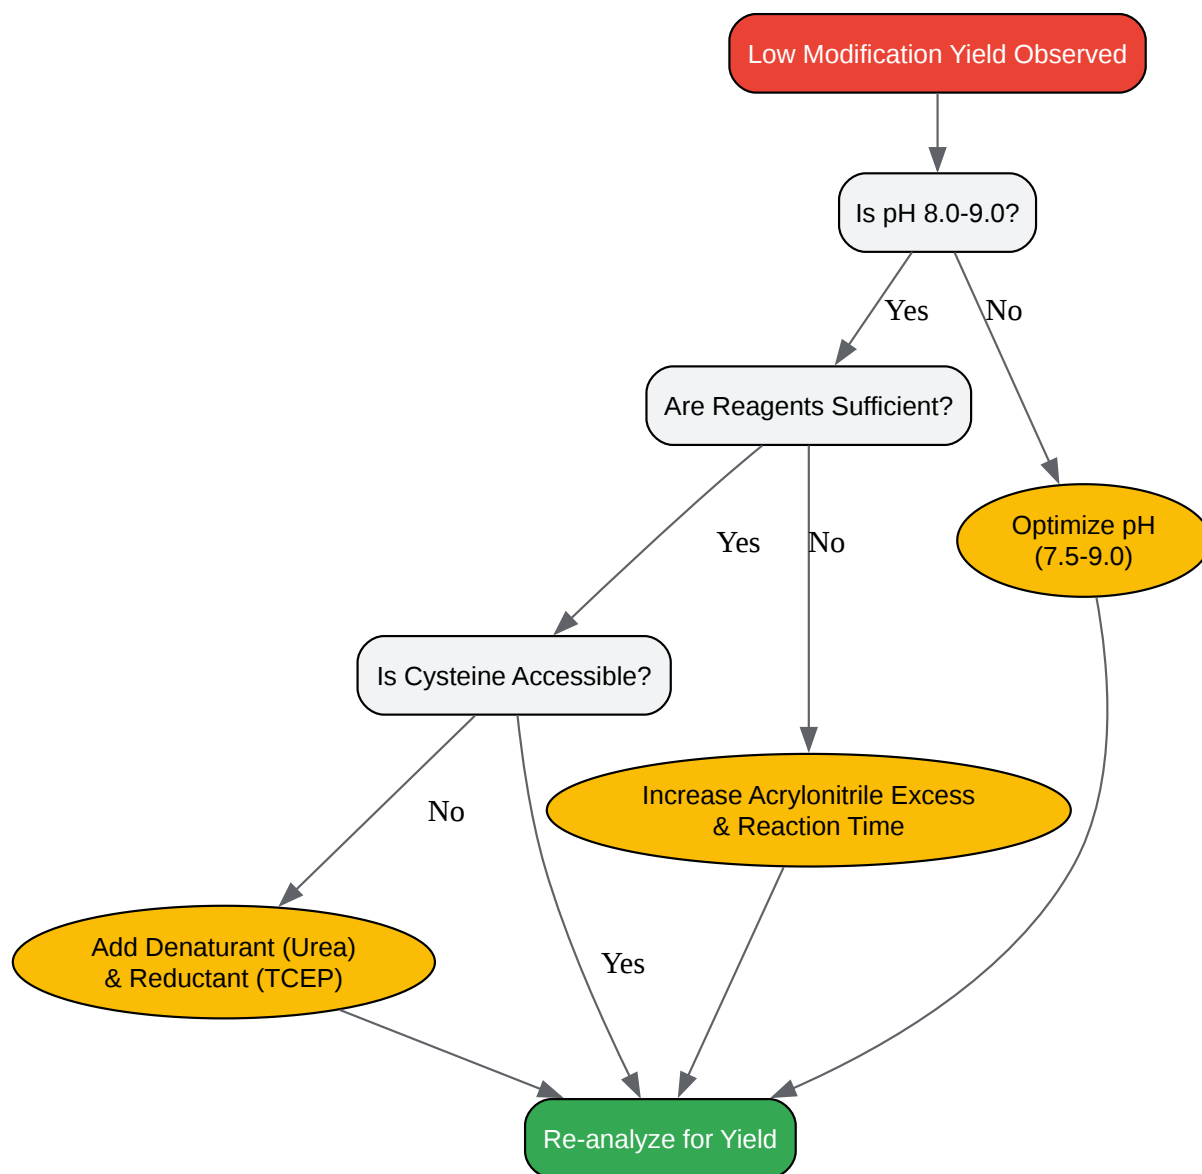 Low Modification Yield Observed
Is pH 8.0-9.0?
Yes
No
Are Reagents Sufficient?
Optimize pH
(7.5-9.0)
Yes
No
Is Cysteine Accessible?
Increase Acrylonitrile Excess
& Reaction Time
No
Add Denaturant (Urea)
& Reductant (TCEP)
Yes
Re-analyze for Yield